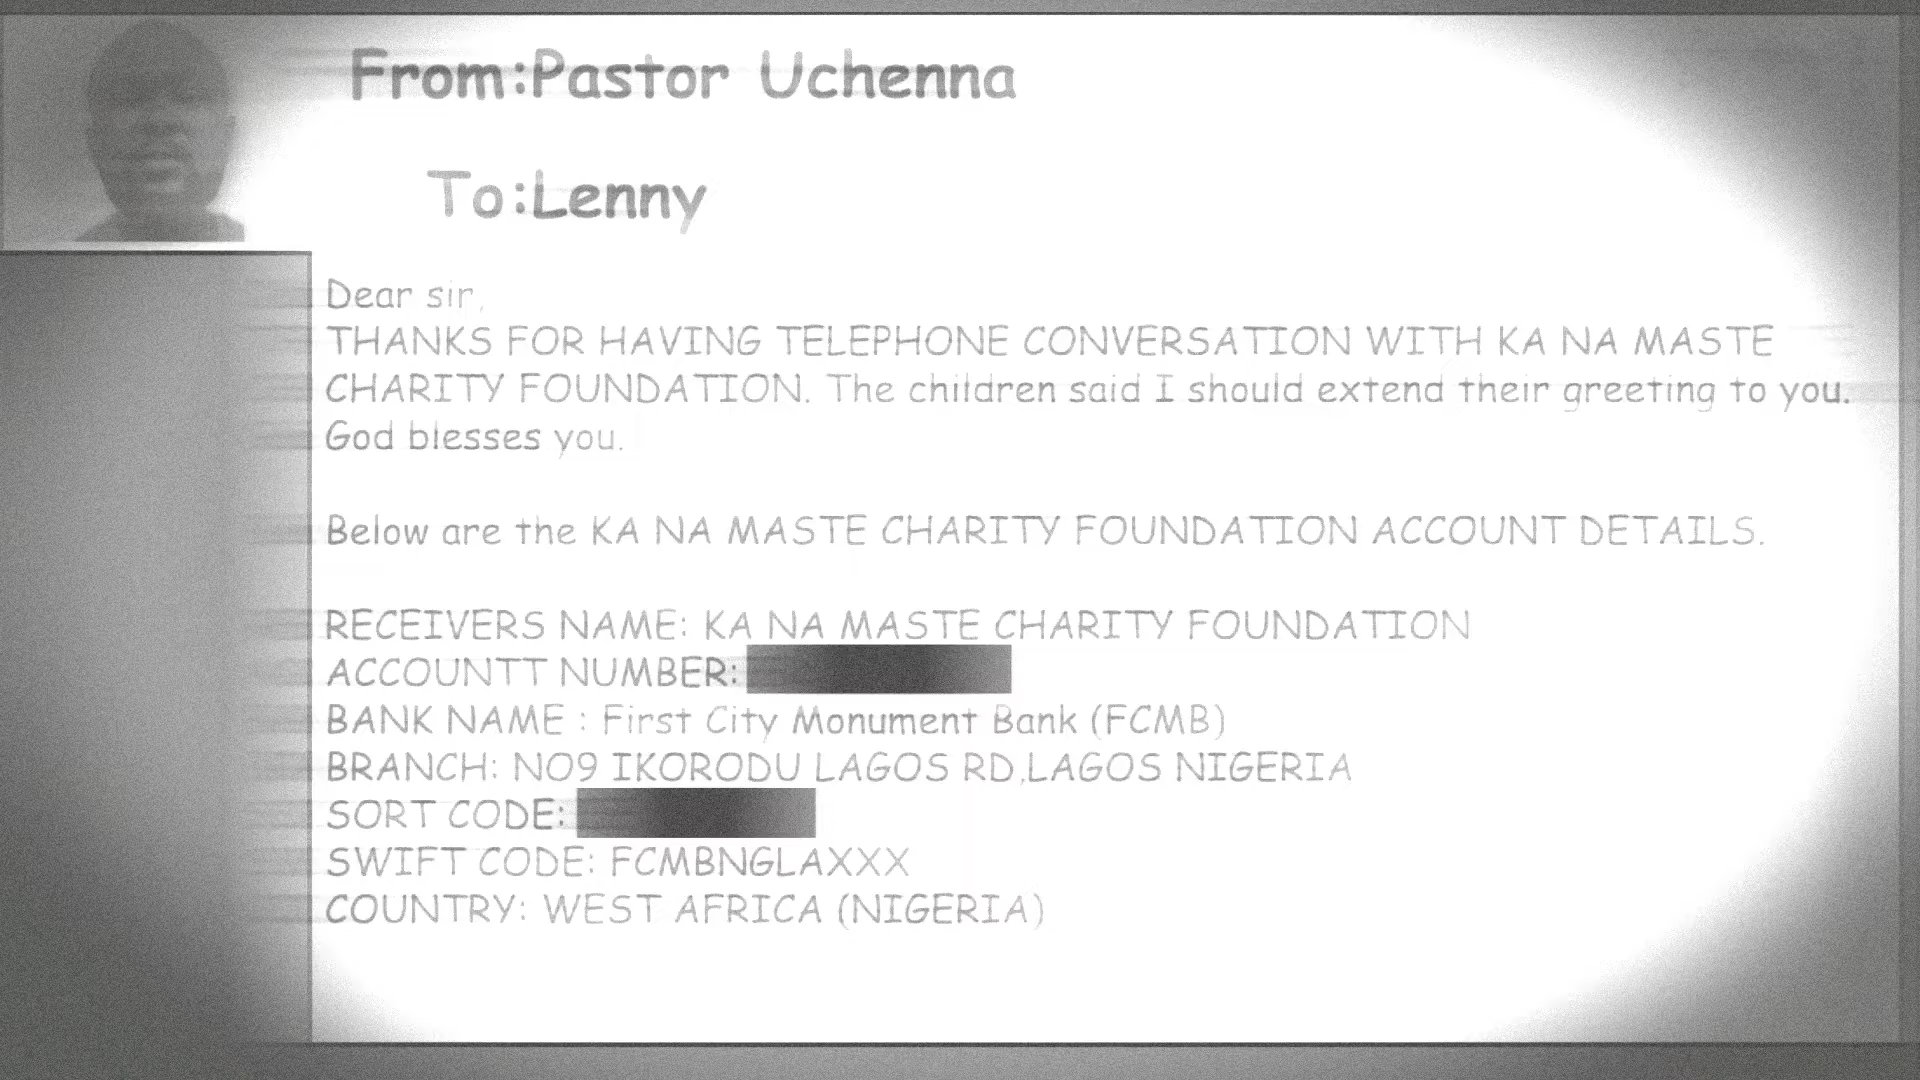 From:Pastor Uchenna
To:Lenny
Dear sir,
THANKS FOR HAVING TELEPHONE CONVERSATION WITH KA NA MASTE
CHARITY FOUNDATION. The children said I should extend their greeting to you.
God blesses you.
Below are the KA NA MASTE CHARITY FOUNDATION ACCOUNT DETAILS.
RECEIVERS NAME: KA NA MASTE CHARITY FOUNDATION
ACCOUNTT NUMBER:
BANK NAME : First City Monument Bank (FCMB)
BRANCH: NO9 IKORODU LAGOS RD,LAGOS NIGERIA
SORT CODE:
SWIFT CODE: FCMBNGLAXXX
COUNTRY: WEST AFRICA (NIGERIA)